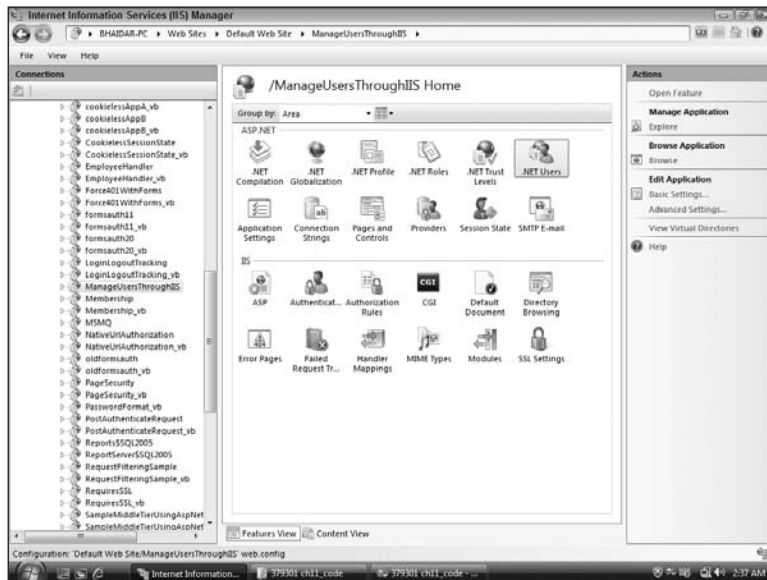 Internet Information Services (IIS) Manager
BHAIDAR-PC Web Sites Default Web Site ManageUsersThroughIIS
File View Help
Connections
cookielessAppA_vb
cookielessAppB
cookielessAppB_vb
CookielessSessionState
CookielessSessionState_vb
EmployeeHandler
EmployeeHandler_vb
Force401WithForms
Force401WithForms_vb
formsauth11
formsauth11_vb
formsauth20
formsauth20_vb
LoginLogoutTracking
LoginLogoutTracking_vb
ManageUsersThroughIIS
Membership
Membership_vb
MSMQ
NativeUrlAuthorization
NativeUrlAuthorization_vb
oldformsauth
oldformsauth_vb
PageSecurity
PageSecurity_vb
PasswordFormat_vb
PostAuthenticateRequest
PostAuthenticateRequest_vb
Reports$SQL2005
ReportServer$SQL2005
RequestFilteringSample
RequestFilteringSample_vb
RequiresSSL
RequiresSSL_vb
SampleMiddleTierUsingAspNet
SampleMiddleTierUsingAspNet
/ManageUsersThroughIIS Home
Group by: Area
ASP.NET
.NET Compilation
.NET Globalization
.NET Profile
.NET Roles
.NET Trust Levels
.NET Users
Application Settings
Connection Strings
Pages and Controls
Providers
Session State
SMTP E-mail
IIS
ASP
Authenticat...
Authorization Rules
CGI
Default Document
Directory Browsing
Error Pages
Failed Request Tr...
Handler Mappings
MIME Types
Modules
SSL Settings
Features View Content View
Actions
Open Feature
Manage Application
Explore
Browse Application
Browse
Edit Application
Basic Settings...
Advanced Settings...
View Virtual Directories
Help
Configuration: 'Default Web Site/ManageUsersThroughIIS' web.config
Internet Information...
379301 ch11_code
379301 ch11_code - ...
2:37 AM